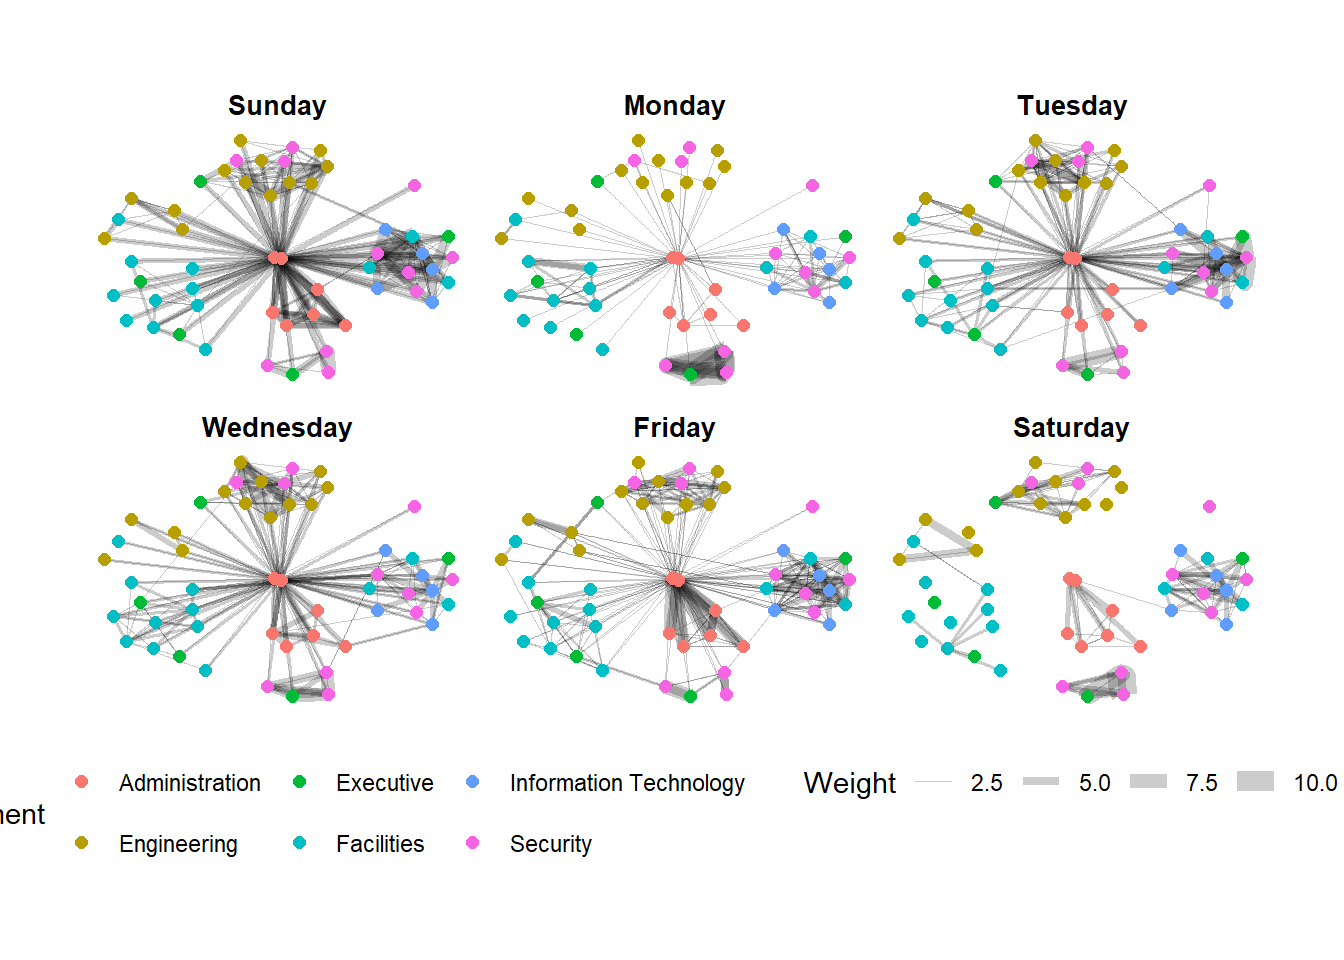 Sunday Monday Tuesday
Wednesday Friday Saturday
Administration Executive Information Technology Weight 2.5 5.0 7.5 10.0
Engineering Facilities Security